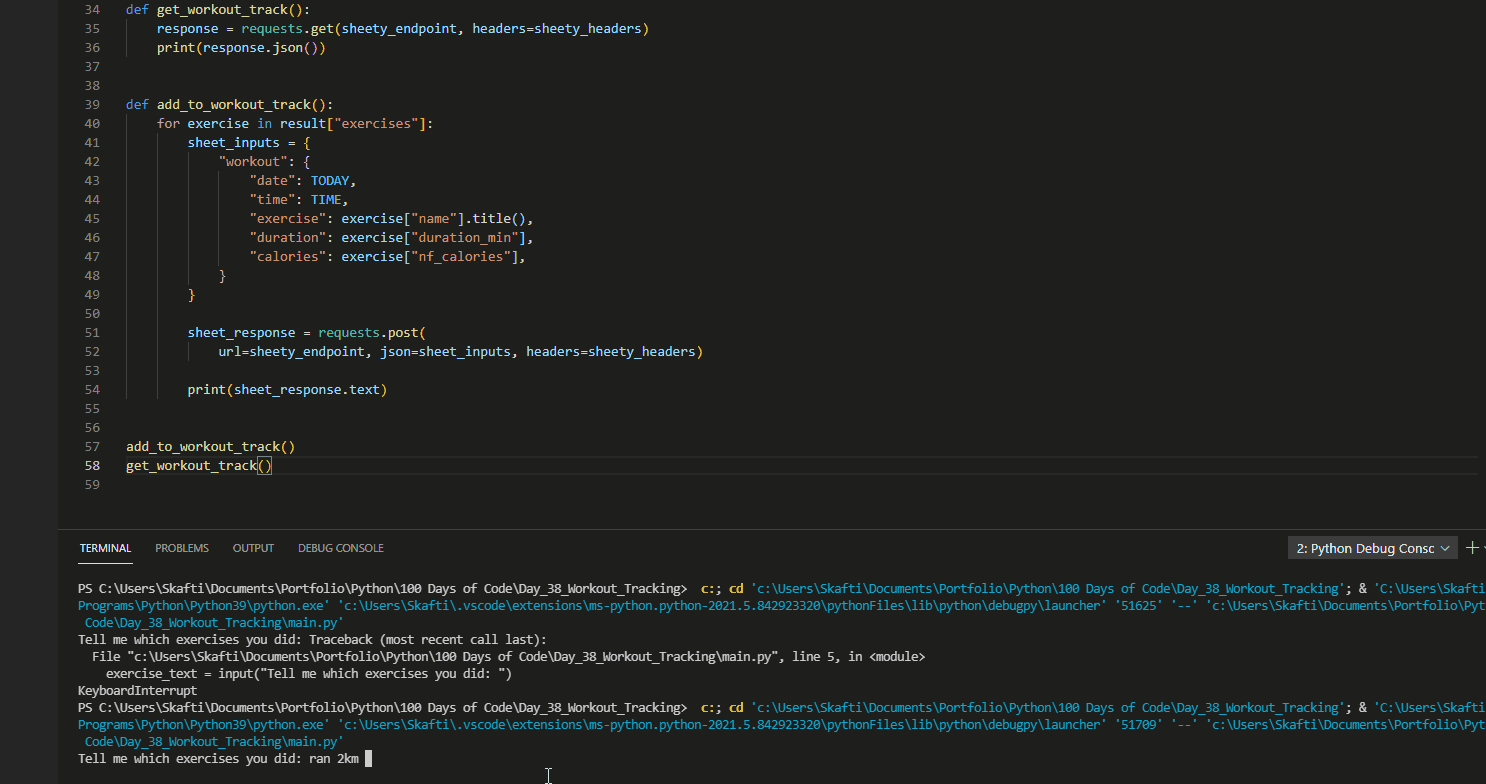 34 def get_workout_track():
35 response = requests.get(sheety_endpoint, headers=sheety_headers)
36 print(response.json())
37
38
39 def add_to_workout_track():
40 for exercise in result["exercises"]:
41 sheet_inputs = {
42 "workout": {
43 "date": TODAY,
44 "time": TIME,
45 "exercise": exercise["name"].title(),
46 "duration": exercise["duration_min"],
47 "calories": exercise["nf_calories"],
48 }
49 }
50
51 sheet_response = requests.post(
52 url=sheety_endpoint, json=sheet_inputs, headers=sheety_headers)
53
54 print(sheet_response.text)
55
56
57 add_to_workout_track()
58 get_workout_track()
59
TERMINAL PROBLEMS OUTPUT DEBUG CONSOLE 2: Python Debug Consc
PS C:\Users\Skafti\Documents\Portfolio\Python\100 Days of Code\Day_38_Workout_Tracking> c:; cd 'c:\Users\Skafti\Documents\Portfolio\Python\100 Days of Code\Day_38_Workout_Tracking'; & 'C:\Users\Skafti
Programs\Python\Python39\python.exe' 'c:\Users\Skafti\.vscode\extensions\ms-python.python-2021.5.842923320\pythonFiles\lib\python\debugpy\launcher' '51625' '--' 'c:\Users\Skafti\Documents\Portfolio\Pyt
Code\Day_38_Workout_Tracking\main.py'
Tell me which exercises you did: Traceback (most recent call last):
File "c:\Users\Skafti\Documents\Portfolio\Python\100 Days of Code\Day_38_Workout_Tracking\main.py", line 5, in <module>
exercise_text = input("Tell me which exercises you did: ")
KeyboardInterrupt
PS C:\Users\Skafti\Documents\Portfolio\Python\100 Days of Code\Day_38_Workout_Tracking> c:; cd 'c:\Users\Skafti\Documents\Portfolio\Python\100 Days of Code\Day_38_Workout_Tracking'; & 'C:\Users\Skafti
Programs\Python\Python39\python.exe' 'c:\Users\Skafti\.vscode\extensions\ms-python.python-2021.5.842923320\pythonFiles\lib\python\debugpy\launcher' '51709' '--' 'c:\Users\Skafti\Documents\Portfolio\Pyt
Code\Day_38_Workout_Tracking\main.py'
Tell me which exercises you did: ran 2km